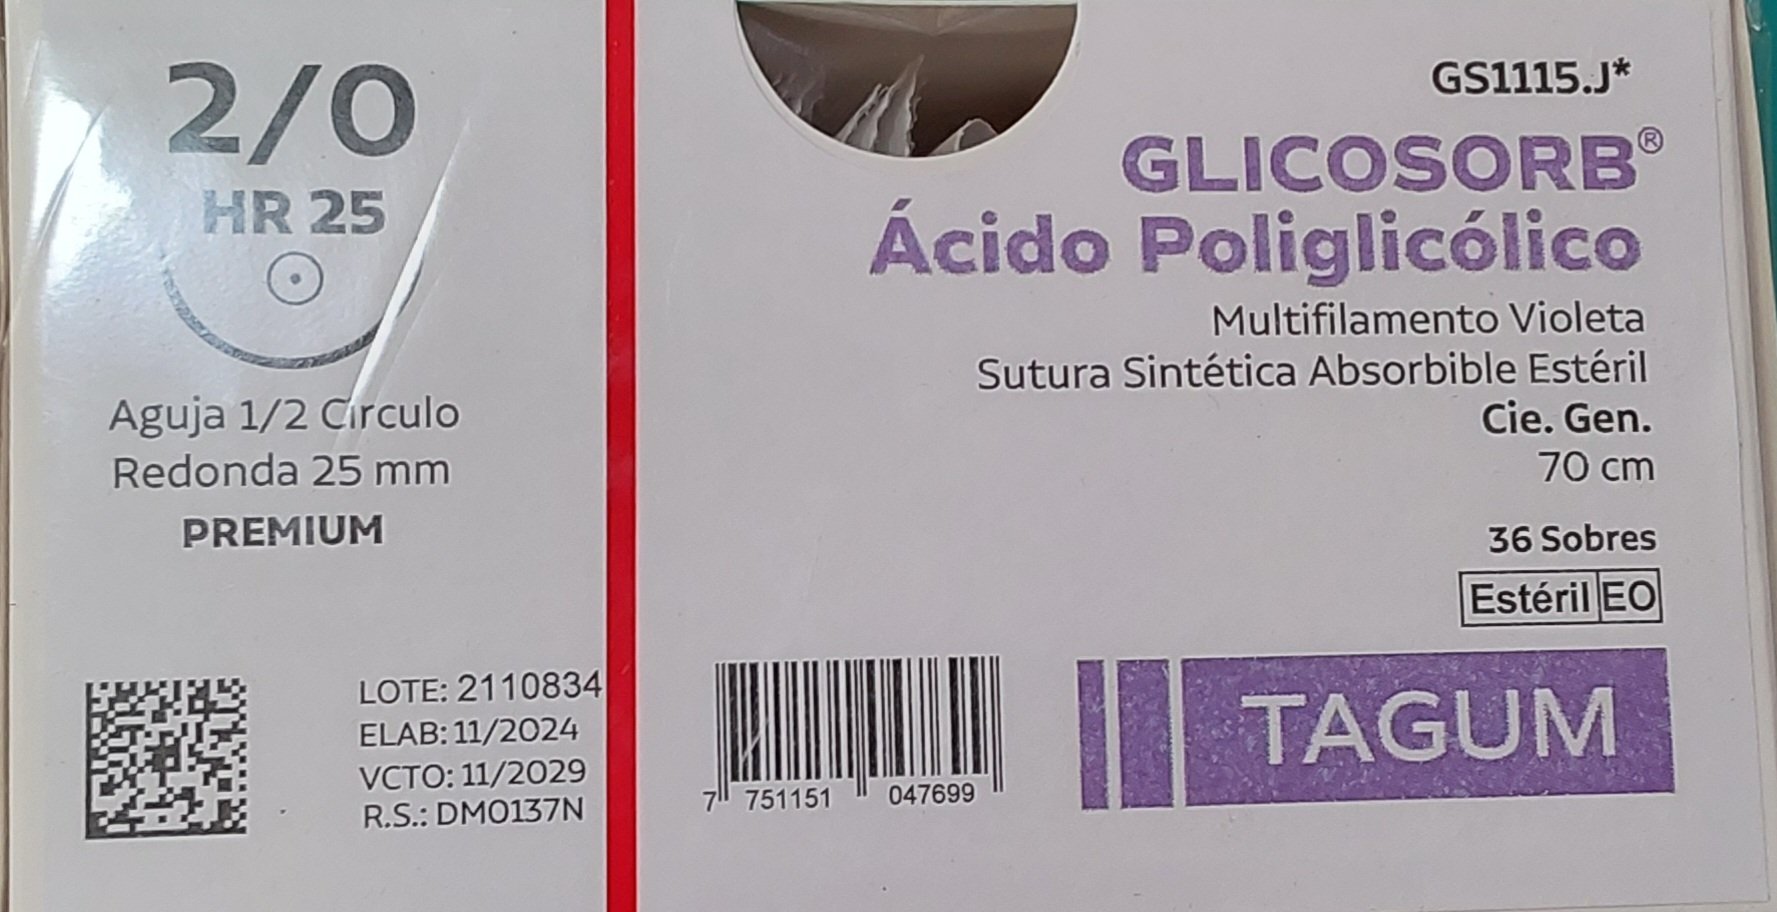 2/0
HR 25
Aguja 1/2 Círculo
Redonda 25 mm
PREMIUM
LOTE: 2110834
ELAB: 11/2024
VCTO: 11/2029
R.S.: DM0137N
GS1115.J*
GLICOSORB®
Ácido Poliglicólico
Multifilamento Violeta
Sutura Sintética Absorbible Estéril
Cie. Gen.
70 cm
36 Sobres
Estéril EO
7 751151 047699
TAGUM